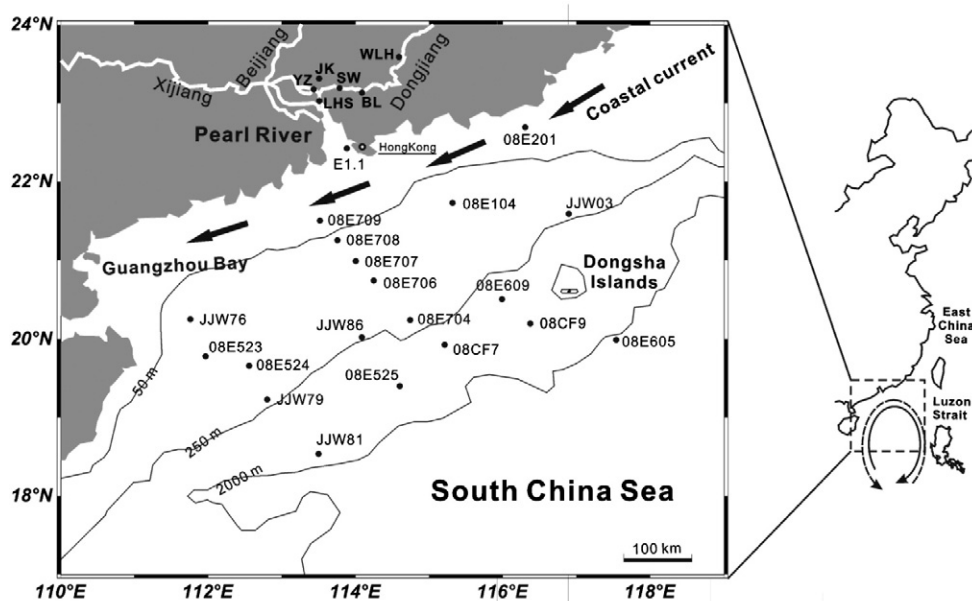 24°N
22°N
20°N
18°N
110°E
112°E
114°E
116°E
118°E
Xijiang
Beijiang
Dongjiang
WLH
JK
YZ
SW
LHS
BL
Pearl River
HongKong
E1.1
Coastal current
08E201
08E104
JJW03
08E709
08E708
08E707
08E706
Guangzhou Bay
Dongsha
Islands
08E609
JJW76
JJW86
08E704
08CF9
08E523
08E524
08CF7
08E605
08E525
JJW79
JJW81
50 m
250 m
2000 m
South China Sea
100 km
East
China
Sea
Luzon
Strait